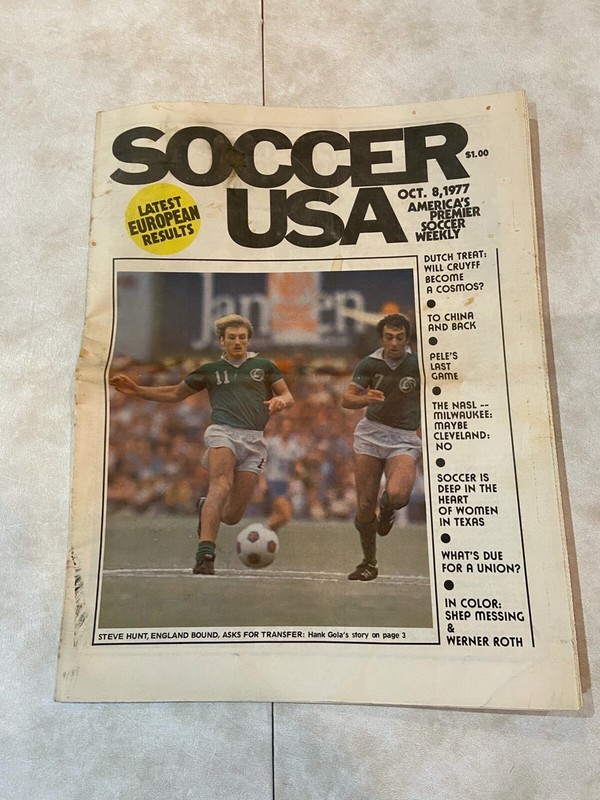 SOCCER
USA
$1.00
OCT. 8, 1977
AMERICA'S
PREMIER
SOCCER
WEEKLY
LATEST
EUROPEAN
RESULTS
DUTCH TREAT:
WILL CRUYFF
BECOME
A COSMOS?
TO CHINA
AND BACK
PELE'S
LAST
GAME
THE NASL --
MILWAUKEE:
MAYBE
CLEVELAND:
NO
SOCCER IS
DEEP IN THE
HEART
OF WOMEN
IN TEXAS
WHAT'S DUE
FOR A UNION?
IN COLOR:
SHEP MESSING
&
WERNER ROTH
11
7
STEVE HUNT, ENGLAND BOUND, ASKS FOR TRANSFER: Hank Gola's story on page 3